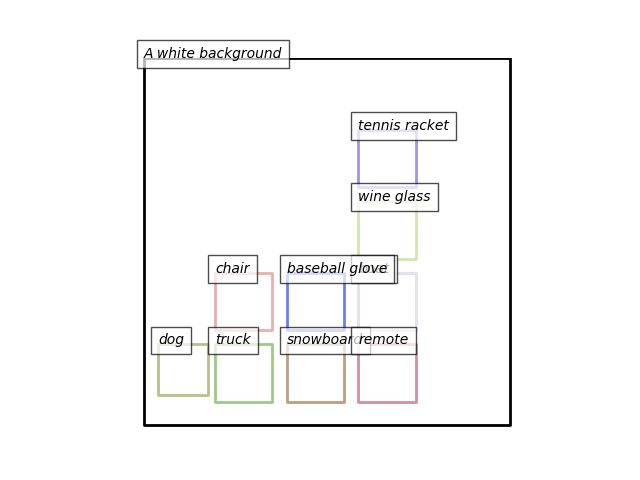 A white background
tennis racket
wine glass
chair
baseball glove
dog
truck
snowboard
remote